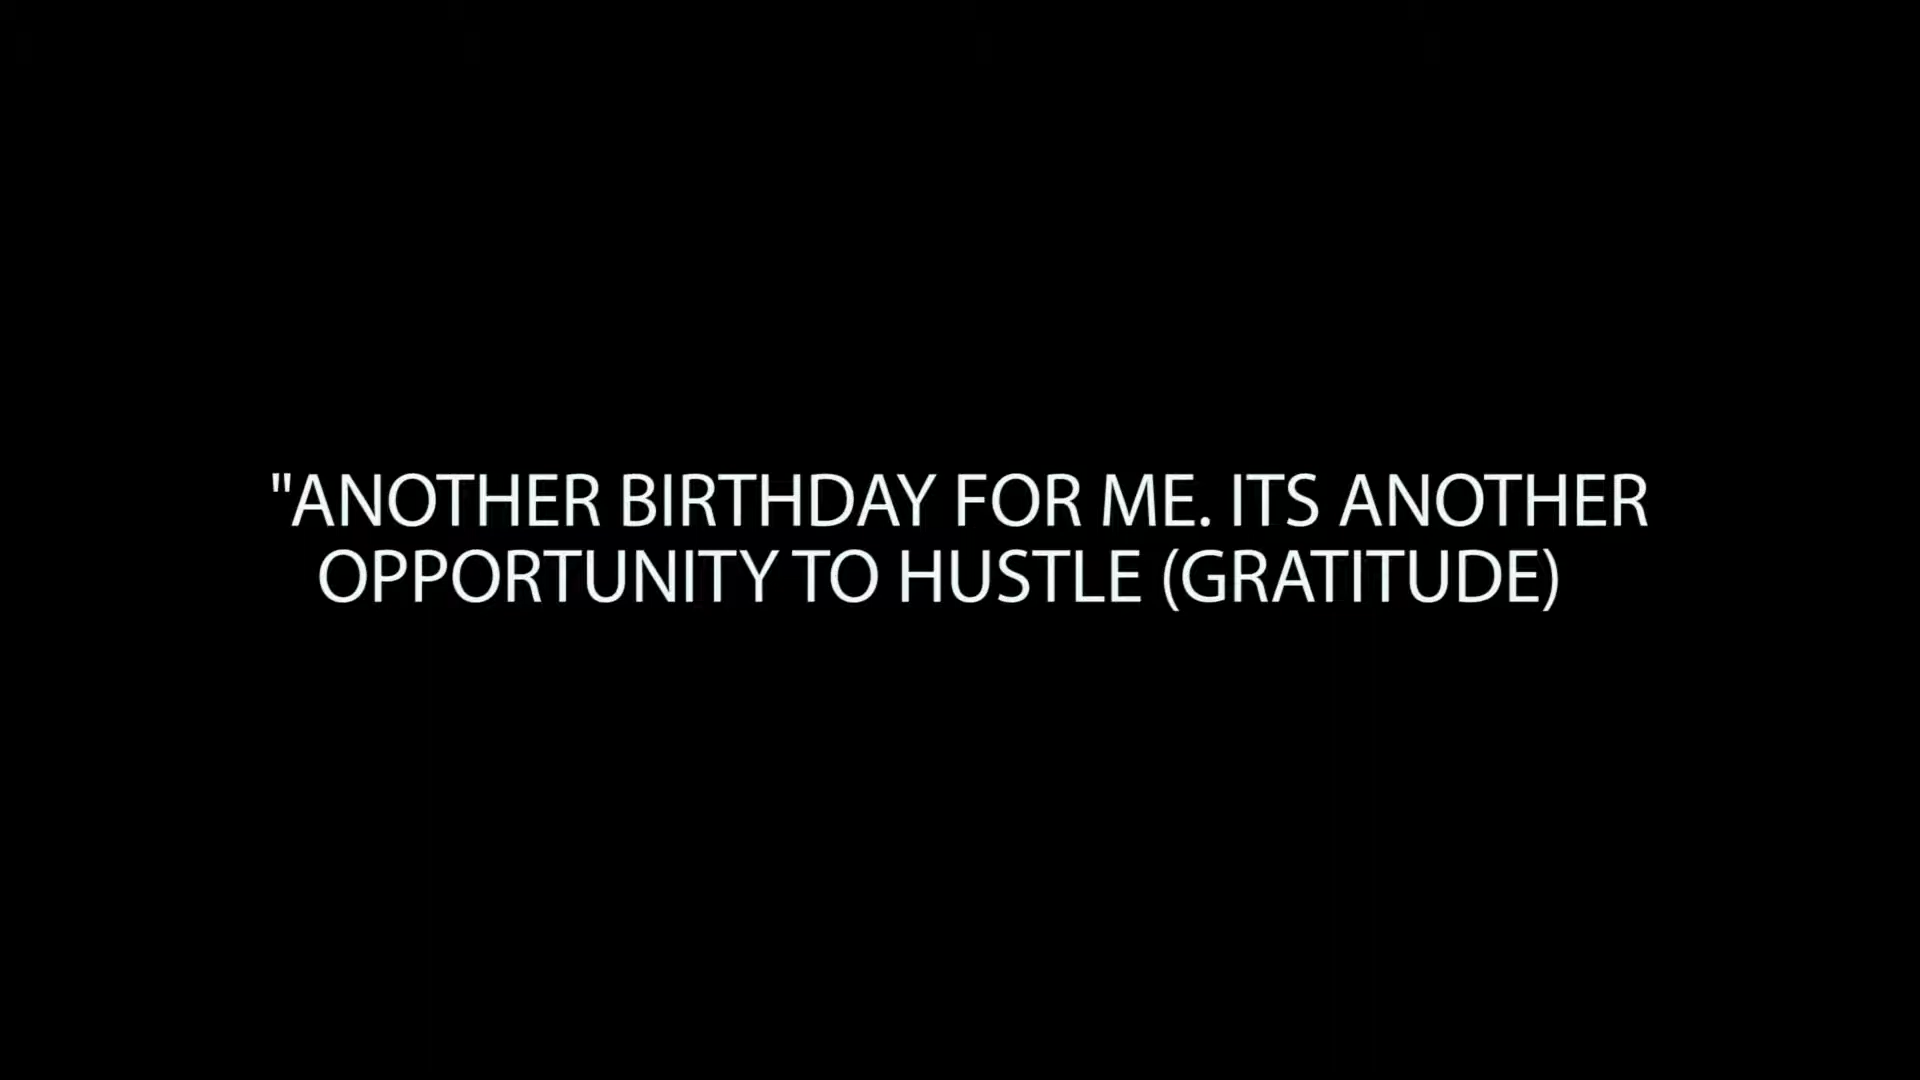 "ANOTHER BIRTHDAY FOR ME. ITS ANOTHER
OPPORTUNITY TO HUSTLE (GRATITUDE)